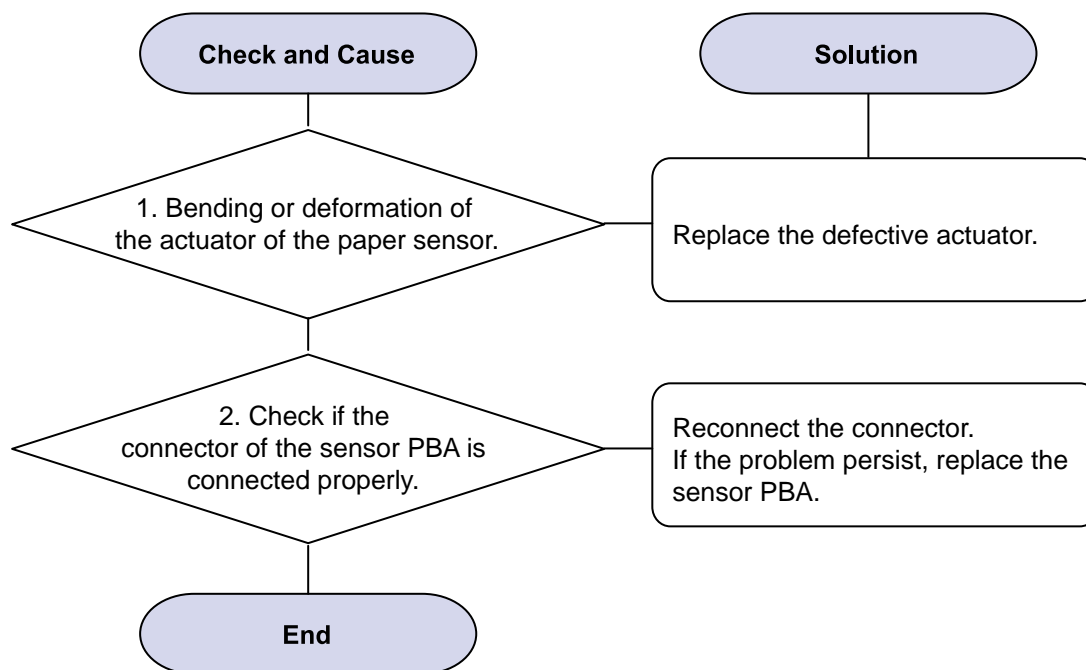 Check and Cause
Solution
1. Bending or deformation of
the actuator of the paper sensor.
Replace the defective actuator.
2. Check if the
connector of the sensor PBA is
connected properly.
Reconnect the connector.
If the problem persist, replace the
sensor PBA.
End